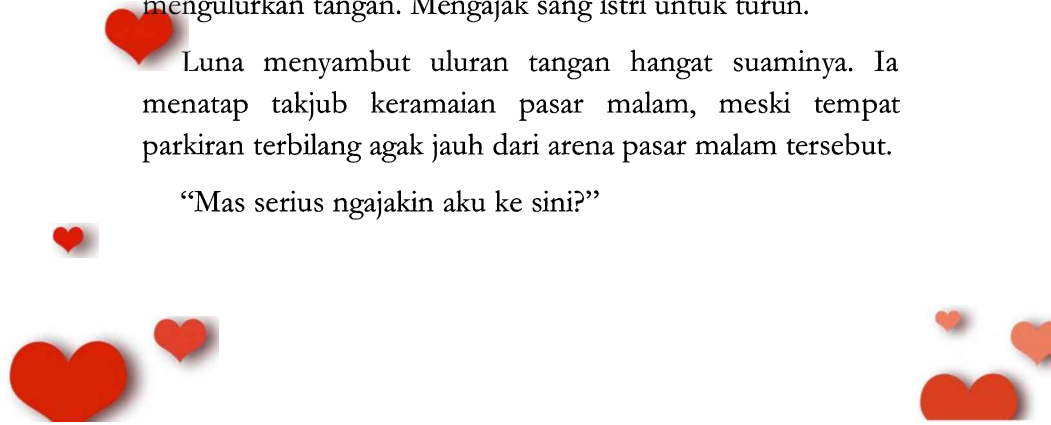 mengulurkan tangan. Mengajak sang istri untuk turun.
Luna menyambut uluran tangan hangat suaminya. Ia
menatap takjub keramaian pasar malam, meski tempat
parkiran terbilang agak jauh dari arena pasar malam tersebut.
“Mas serius ngajakin aku ke sini?”